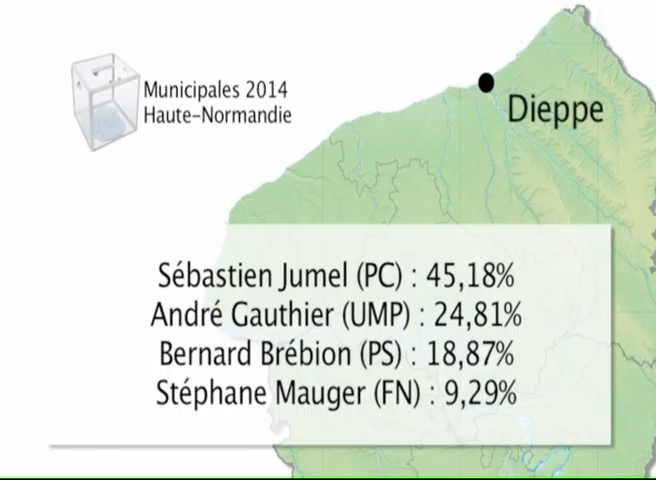 Municipales 2014
Haute-Normandie
Dieppe
Sébastien Jumel (PC) : 45,18%
André Gauthier (UMP) : 24,81%
Bernard Brébion (PS) : 18,87%
Stéphane Mauger (FN) : 9,29%